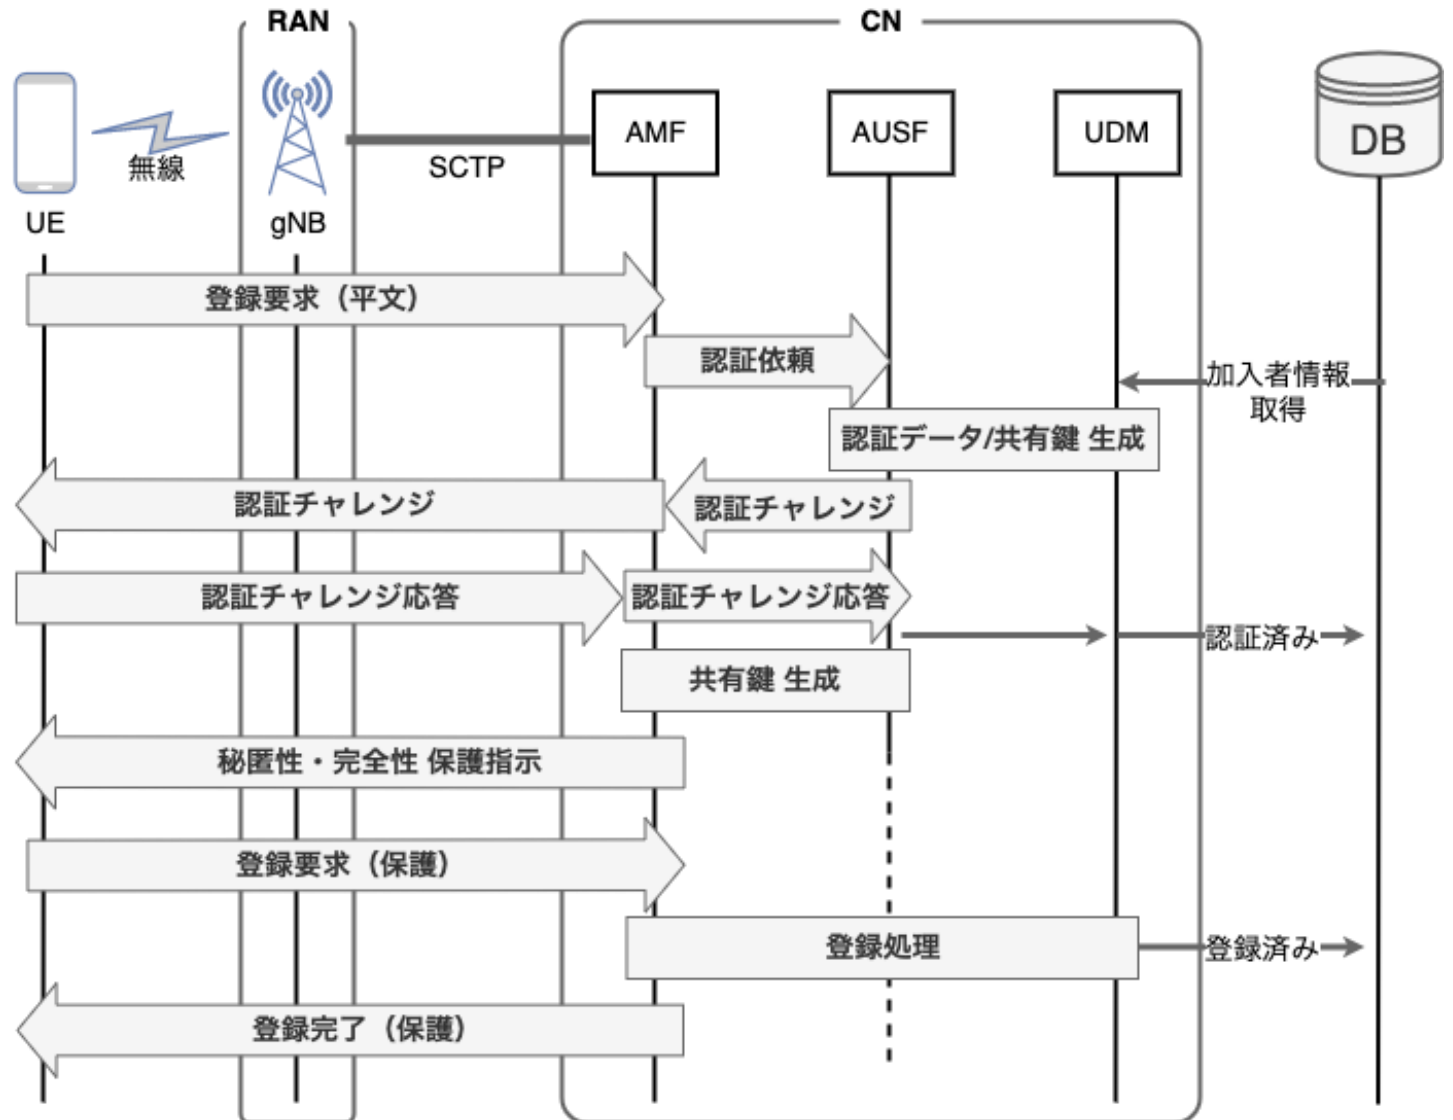 RAN
CN
AMF
AUSF
UDM
DB
無線
SCTP
UE
gNB
登録要求（平文）
認証依頼
加入者情報
取得
認証データ/共有鍵 生成
認証チャレンジ
認証チャレンジ
認証チャレンジ応答
認証チャレンジ応答
認証済み
共有鍵 生成
秘匿性・完全性 保護指示
登録要求（保護）
登録処理
登録済み
登録完了（保護）